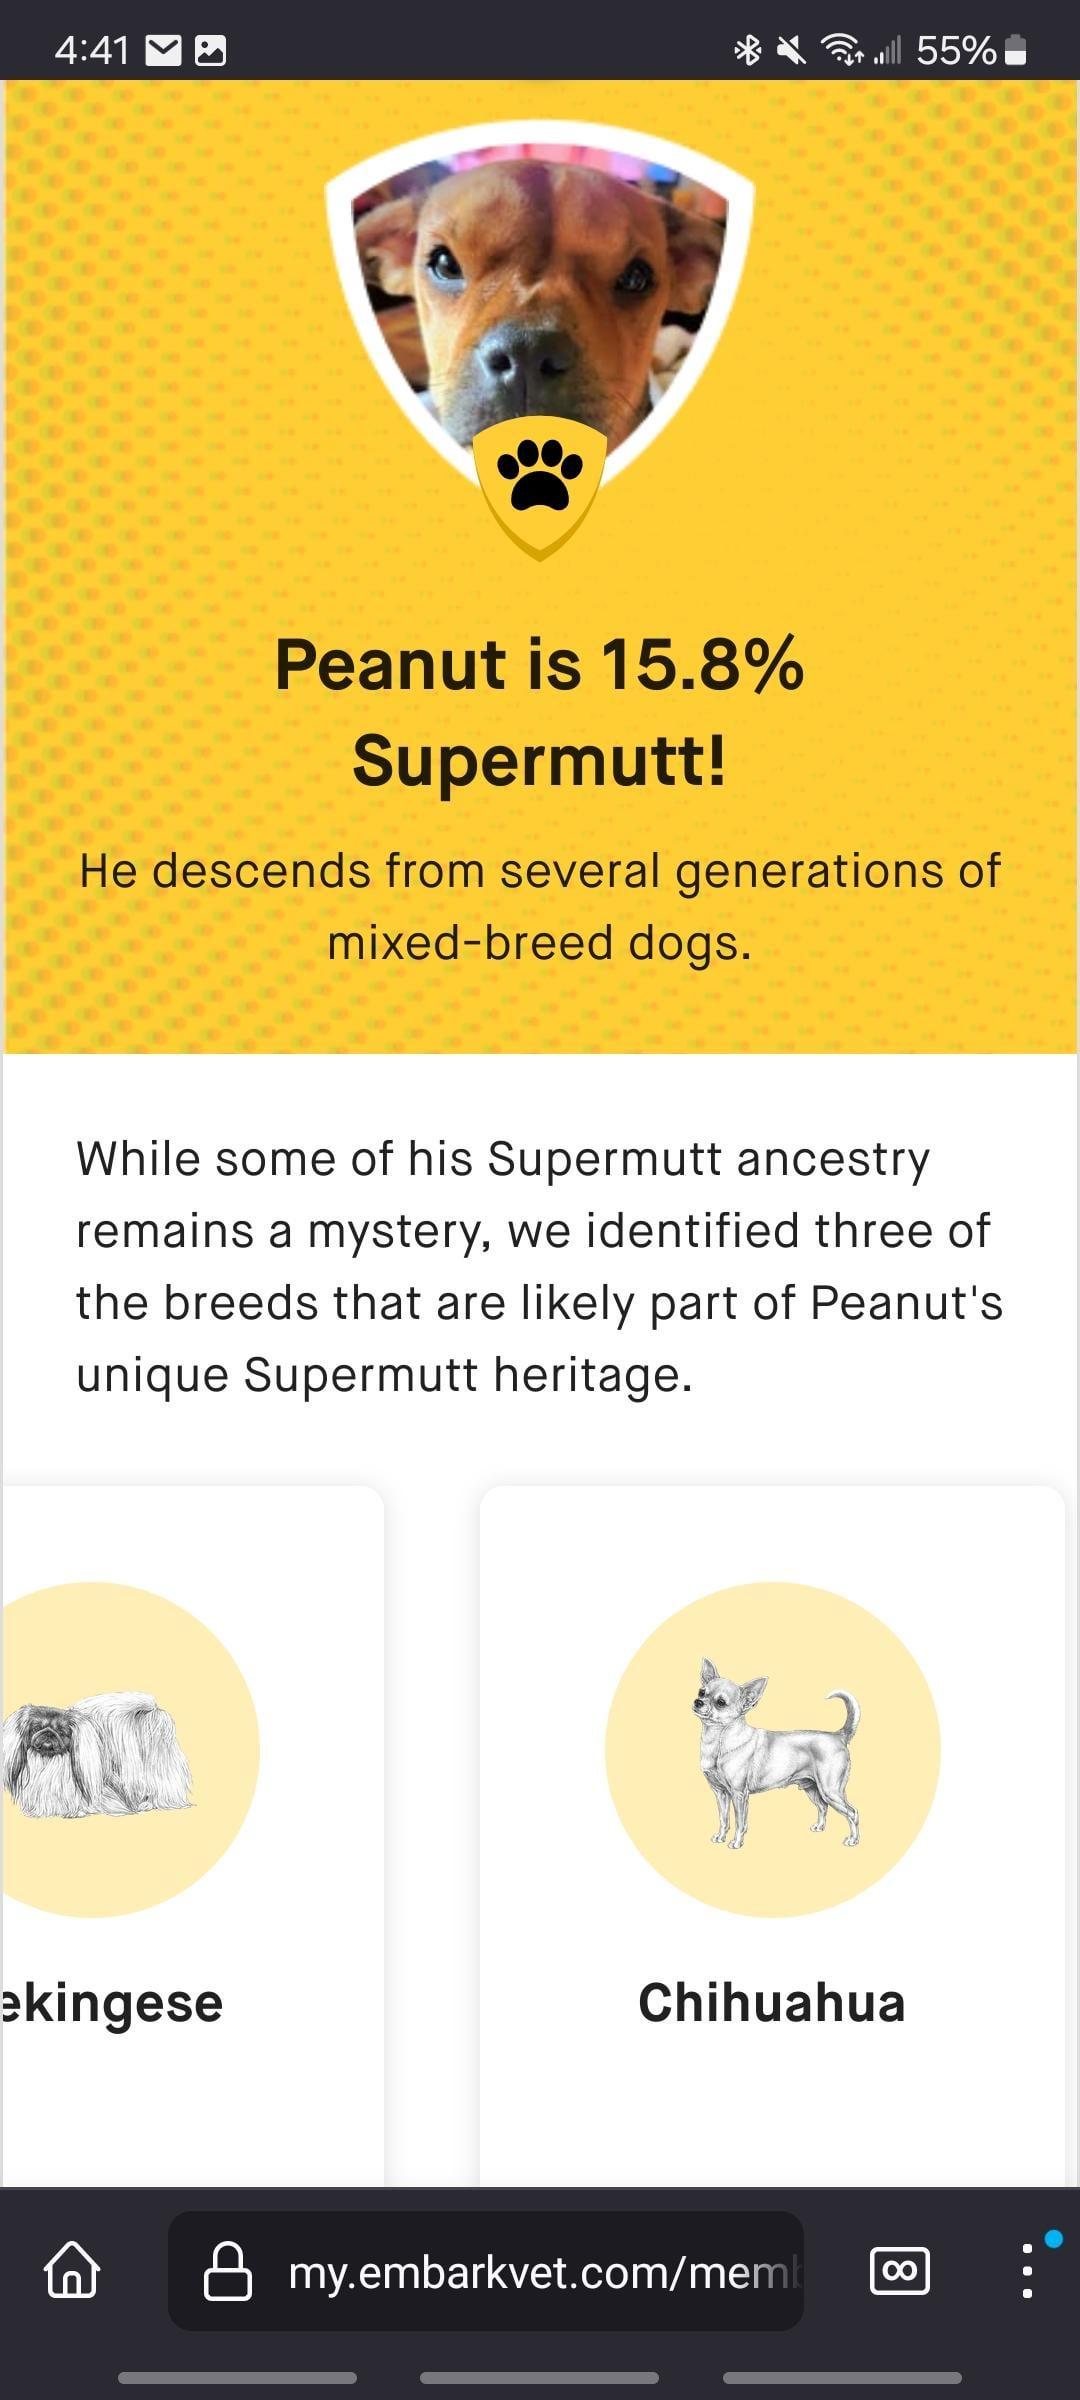 4:41 55%
Peanut is 15.8%
Supermutt!
He descends from several generations of
mixed-breed dogs.
While some of his Supermutt ancestry
remains a mystery, we identified three of
the breeds that are likely part of Peanut's
unique Supermutt heritage.
ekingese Chihuahua
my.embarkvet.com/memb